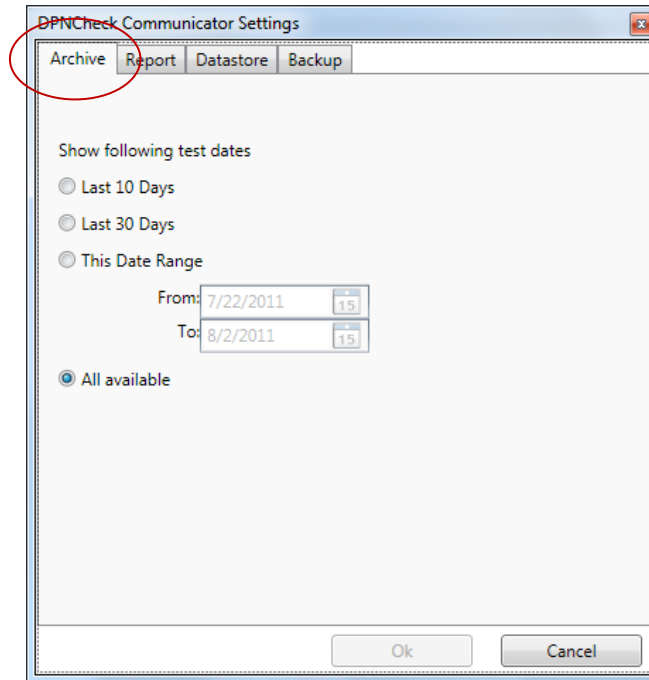 DPNCheck Communicator Settings
Archive Report Datastore Backup
Show following test dates
Last 10 Days
Last 30 Days
This Date Range
From: 7/22/2011 15
To: 8/2/2011 15
All available
Ok Cancel